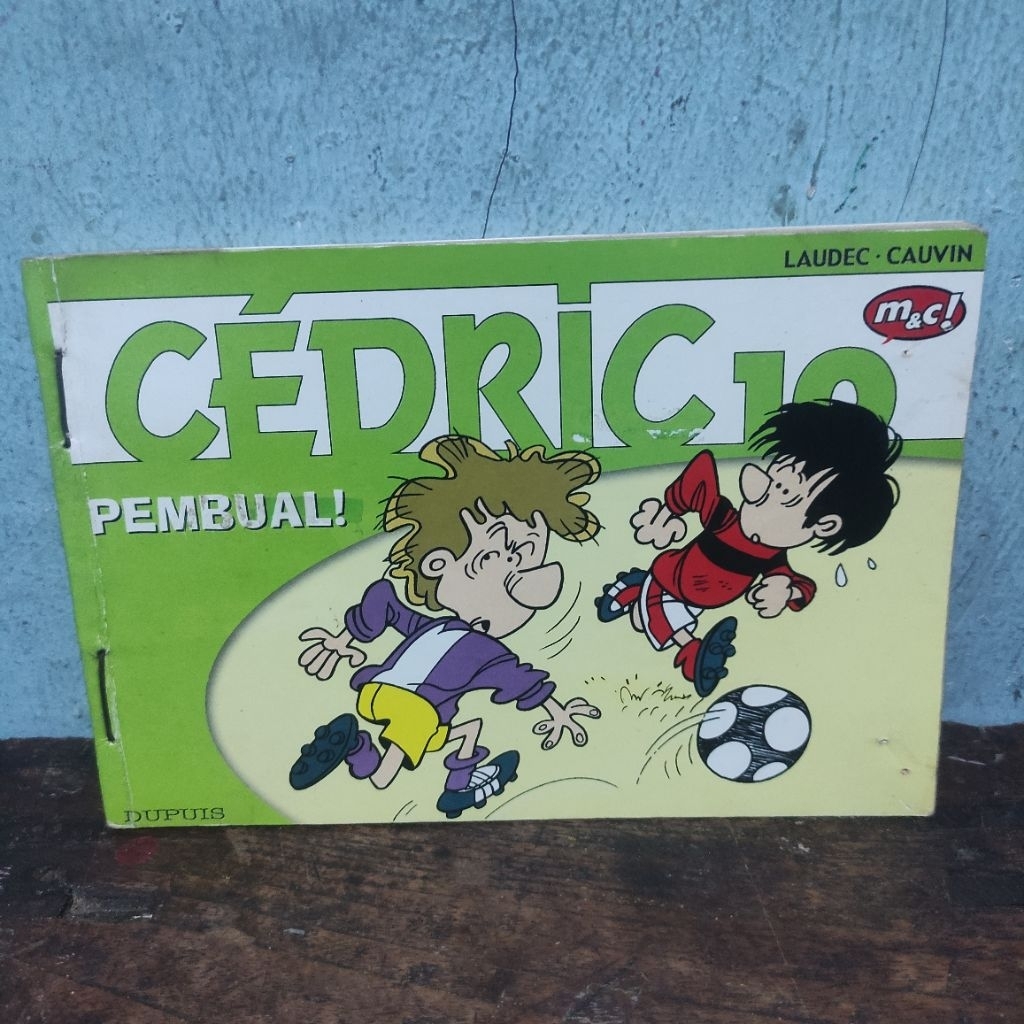 LAUDEC · CAUVIN
CÉDRIC 10
m&c!
PEMBUAL!
DUPUIS